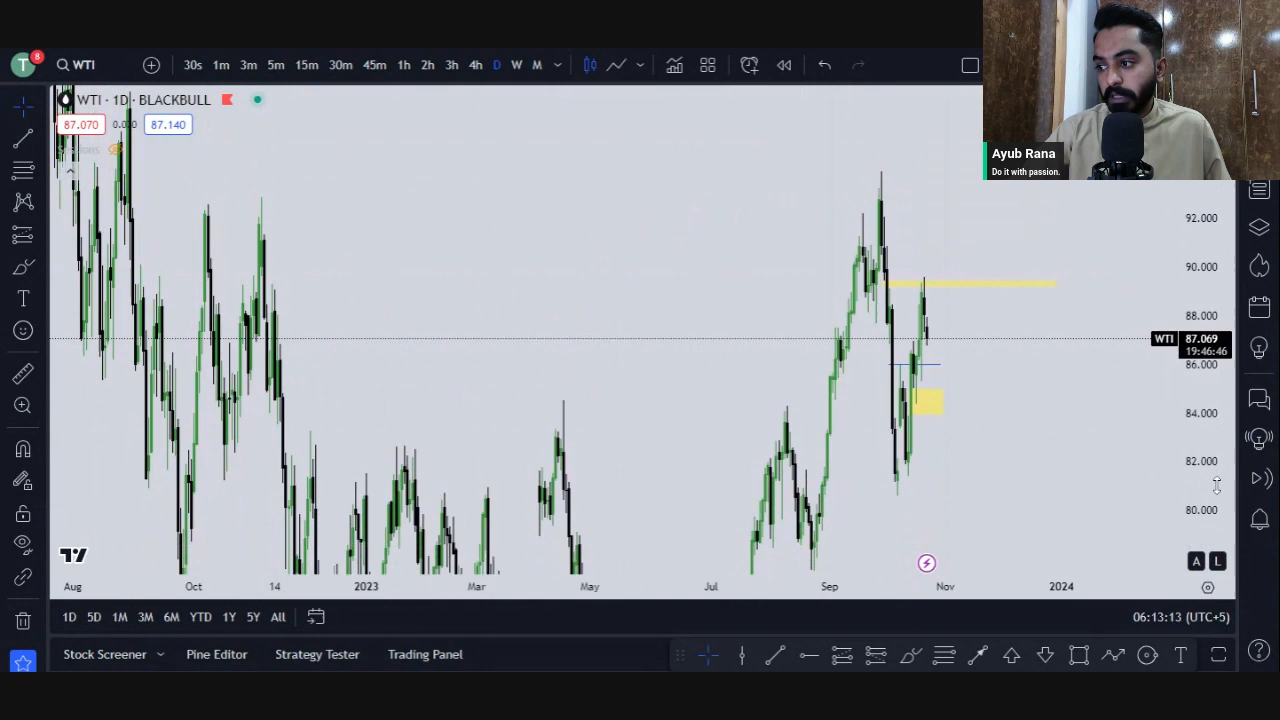 8
T
WTI
30s 1m 3m 5m 15m 30m 45m 1h 2h 3h 4h D W M
WTI · 1D · BLACKBULL
87.070 0.070 87.140
Ayub Rana
Do it with passion.
92.000
90.000
88.000
WTI 87.069
19:46:46
86.000
84.000
82.000
80.000
A L
Aug Oct 14 2023 Mar May Jul Sep Nov 2024
1D 5D 1M 3M 6M YTD 1Y 5Y All
06:13:13 (UTC+5)
Stock Screener Pine Editor Strategy Tester Trading Panel